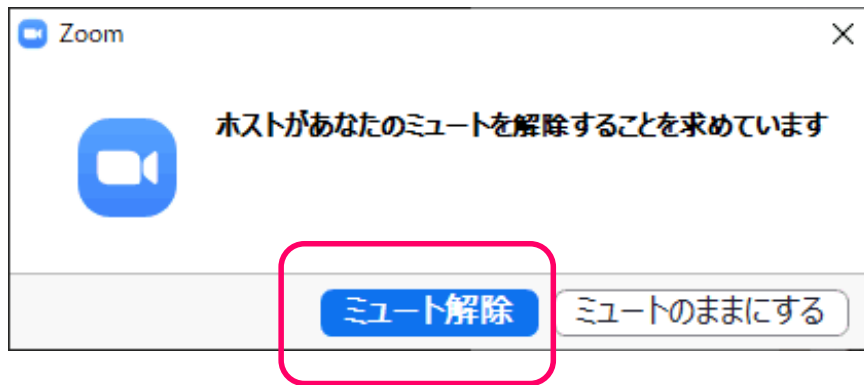 Zoom
ホストがあなたのミュートを解除することを求めています
ミュート解除
ミュートのままにする